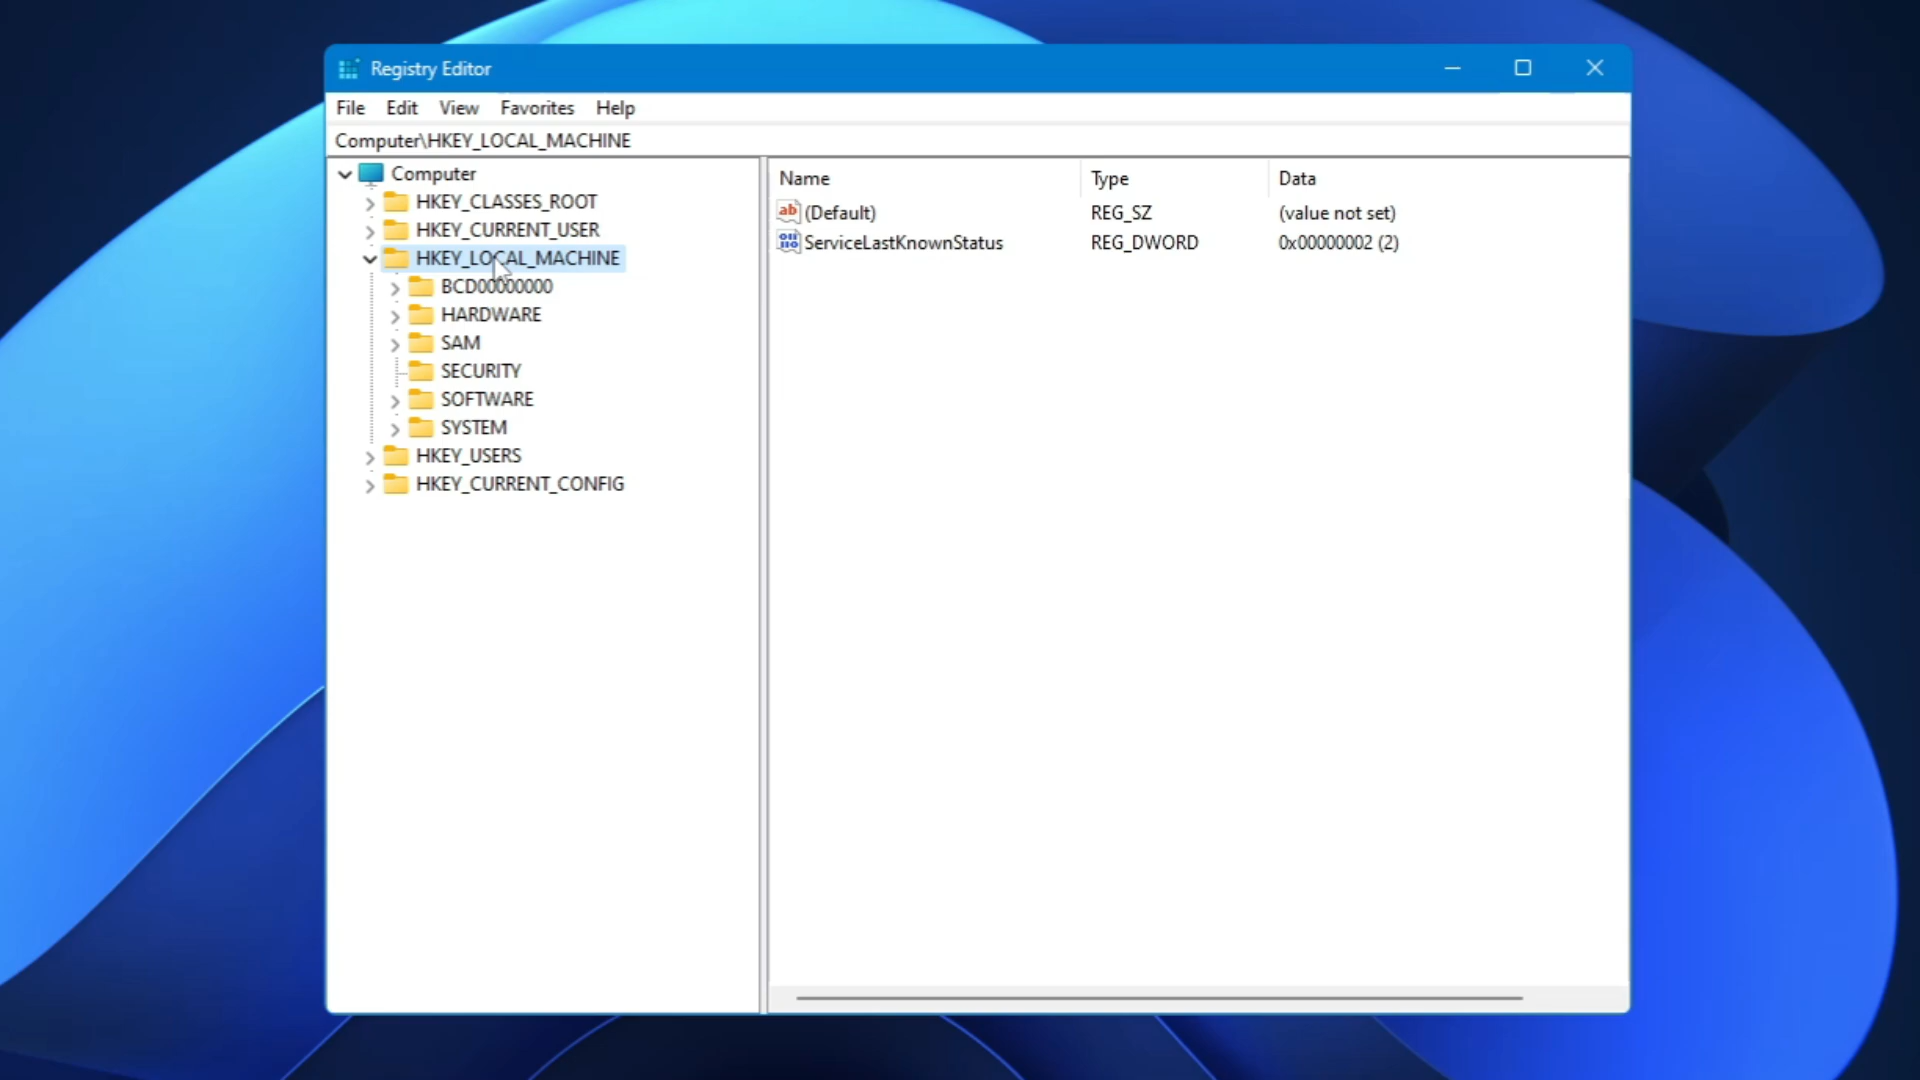 Registry Editor
File Edit View Favorites Help
Computer\HKEY_LOCAL_MACHINE
Computer
HKEY_CLASSES_ROOT
HKEY_CURRENT_USER
HKEY_LOCAL_MACHINE
BCD00000000
HARDWARE
SAM
SECURITY
SOFTWARE
SYSTEM
HKEY_USERS
HKEY_CURRENT_CONFIG
Name Type Data
(Default) REG_SZ (value not set)
ServiceLastKnownStatus REG_DWORD 0x00000002 (2)